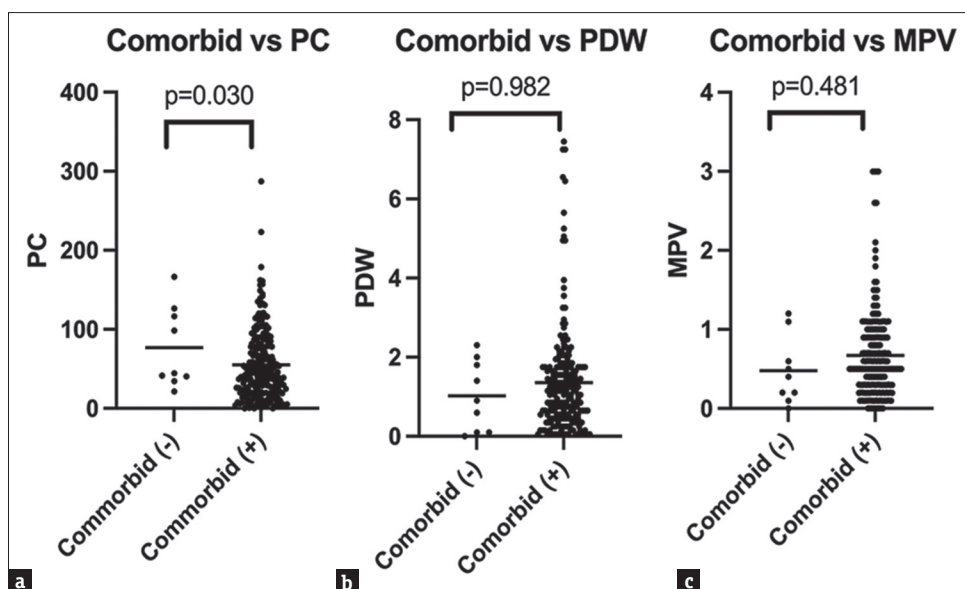 Comorbid vs PC
p=0.030
400
300
200
100
0
PC
Commorbid (-)
Commorbid (+)
a
Comorbid vs PDW
p=0.982
8
6
4
2
0
PDW
Comorbid (-)
Comorbid (+)
b
Comorbid vs MPV
p=0.481
4
3
2
1
0
MPV
Comorbid (-)
Comorbid (+)
c